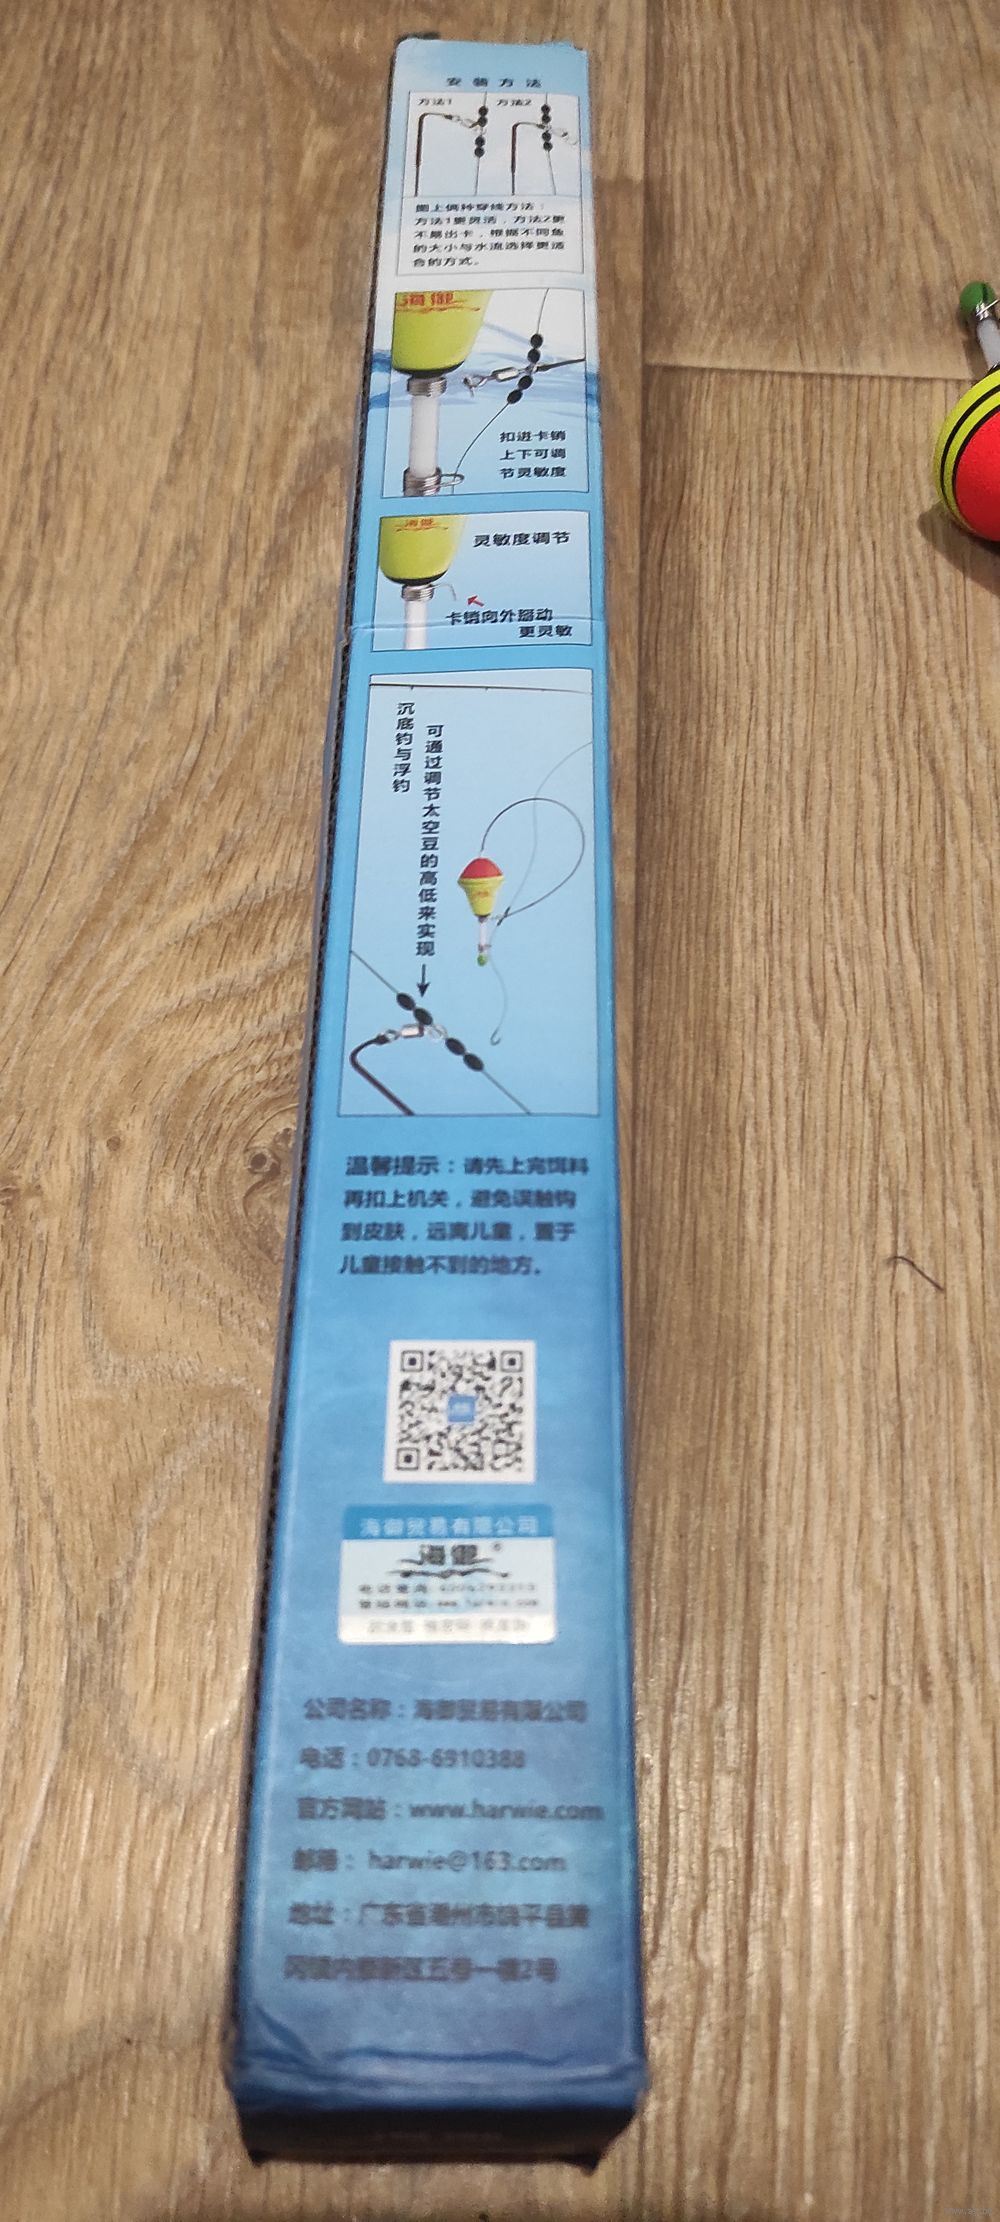 安装方法
方法1 方法2
图上俩种穿线方法：
方法1更灵活，方法2更
不易出卡，根据不同鱼
的大小与水流选择更适
合的方式。
海御
扣进卡销
上下可调
节灵敏度
海御
灵敏度调节
卡销向外掰动
更灵敏
沉底钓与浮钓
可通过调节太空豆的高低来实现
温馨提示：请先上完饵料
再扣上机关，避免误触钩
到皮肤，远离儿童，置于
儿童接触不到的地方。
海御贸易有限公司
海御®
公司名称：海御贸易有限公司
电话：0768-6910388
官方网站：www.harwie.com
邮箱：harwie@163.com
地址：广东省潮州市饶平县黄
冈镇内
新区五巷一横2号